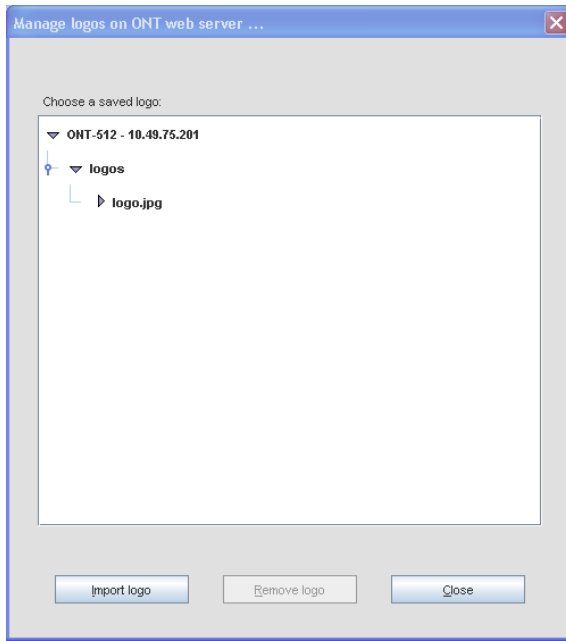 Manage logos on ONT web server ...
Choose a saved logo:
ONT-512 - 10.49.75.201
logos
logo.jpg
Import logo
Remove logo
Close